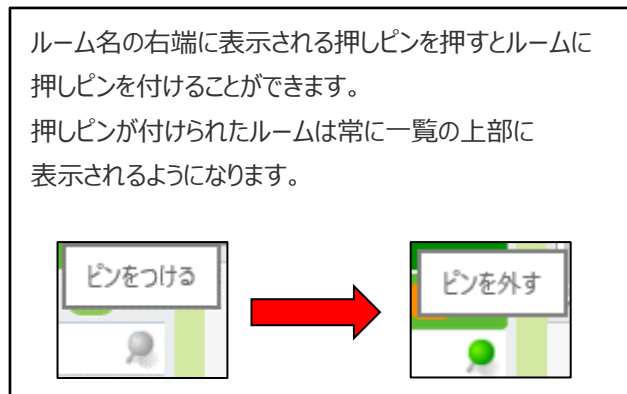 ルーム名の右端に表示される押しピンを押すとルームに
押しピンを付けることができます。
押しピンが付けられたルームは常に一覧の上部に
表示されるようになります。
ピンをつける
ピンを外す